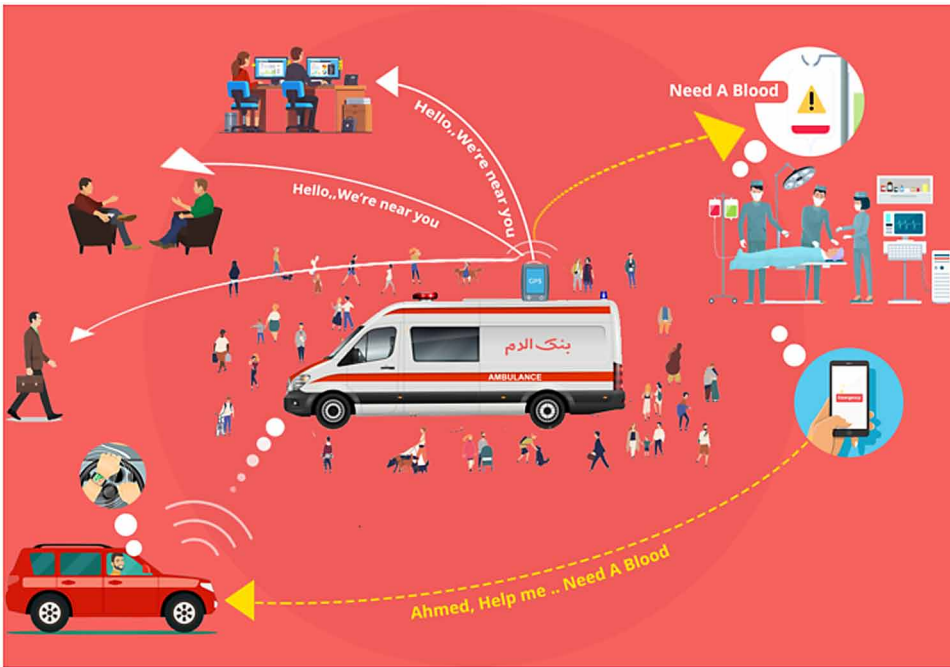 Need A Blood
Hello,,We're near you
Hello,,We're near you
GPS
بنك الدم
AMBULANCE
Emergency
Ahmed, Help me .. Need A Blood